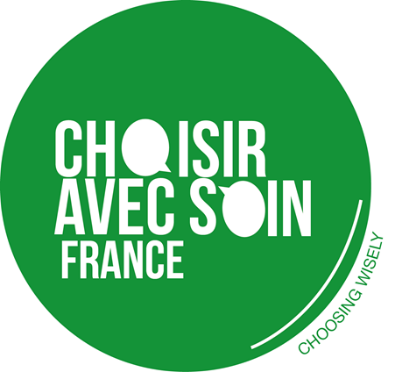 CHOISIR
AVEC SOIN
FRANCE
CHOOSING WISELY